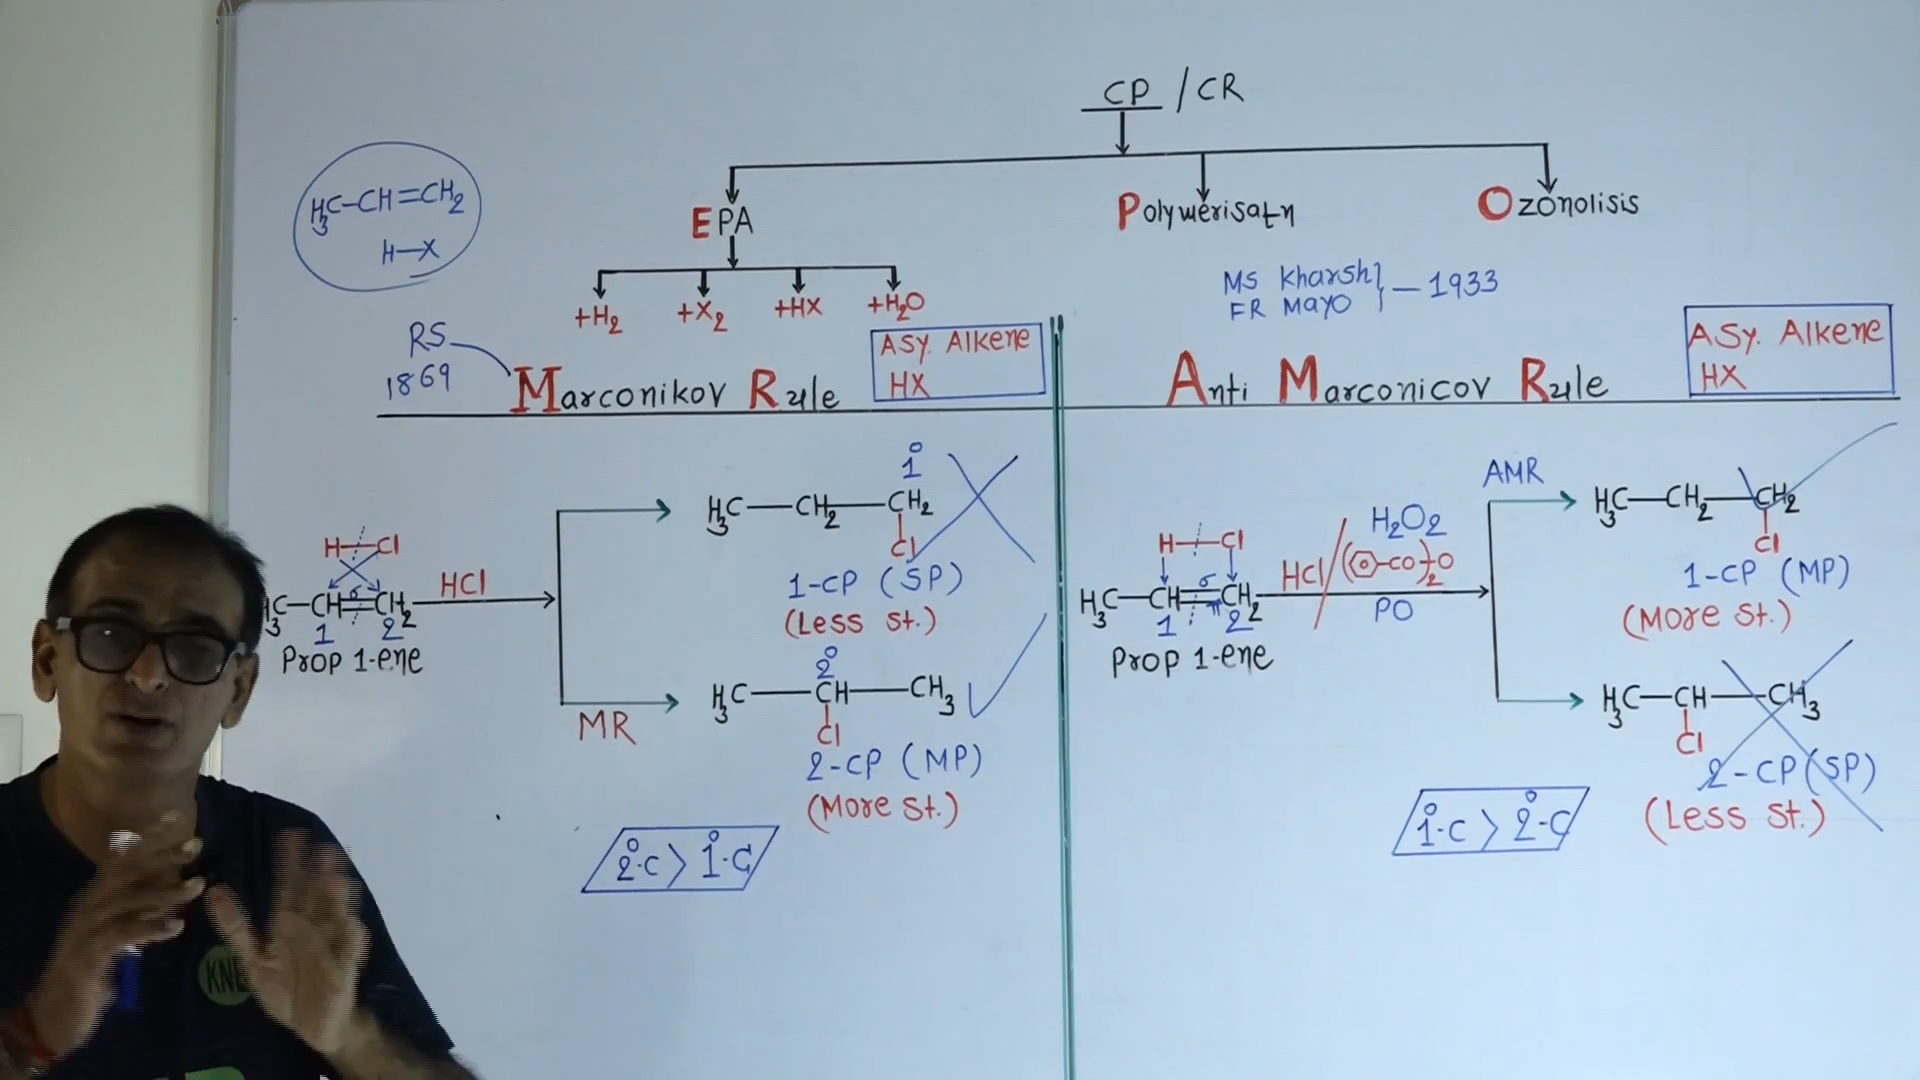 CP / CR
H3C–CH=CH2
H–X
EPA
Polymerisatn
Ozonolisis
+H2 +X2 +HX +H2O
MS Kharsh
FR Mayo } – 1933
RS
1869
Marconikov Rule
ASy. Alkene
HX
Anti Marconicov Rule
ASy. Alkene
HX
1°
H3C–CH2–CH2
Cl
1-CP (SP)
(Less St.)
H–Cl
3C–CH=CH2
σ
1 2
Prop 1-ene
HCl
MR
2°
H3C–CH–CH3
Cl
2-CP (MP)
(More St.)
2°-C > 1°-C
H–Cl
H3C–CH=CH2
σ
π
1 2
Prop 1-ene
HCl/
H2O2
(⌬-CO)2O
PO
AMR
H3C–CH2–CH2
Cl
1-CP (MP)
(More St.)
H3C–CH–CH3
Cl
2-CP (SP)
(Less St.)
1°-C > 2°-C
KNE